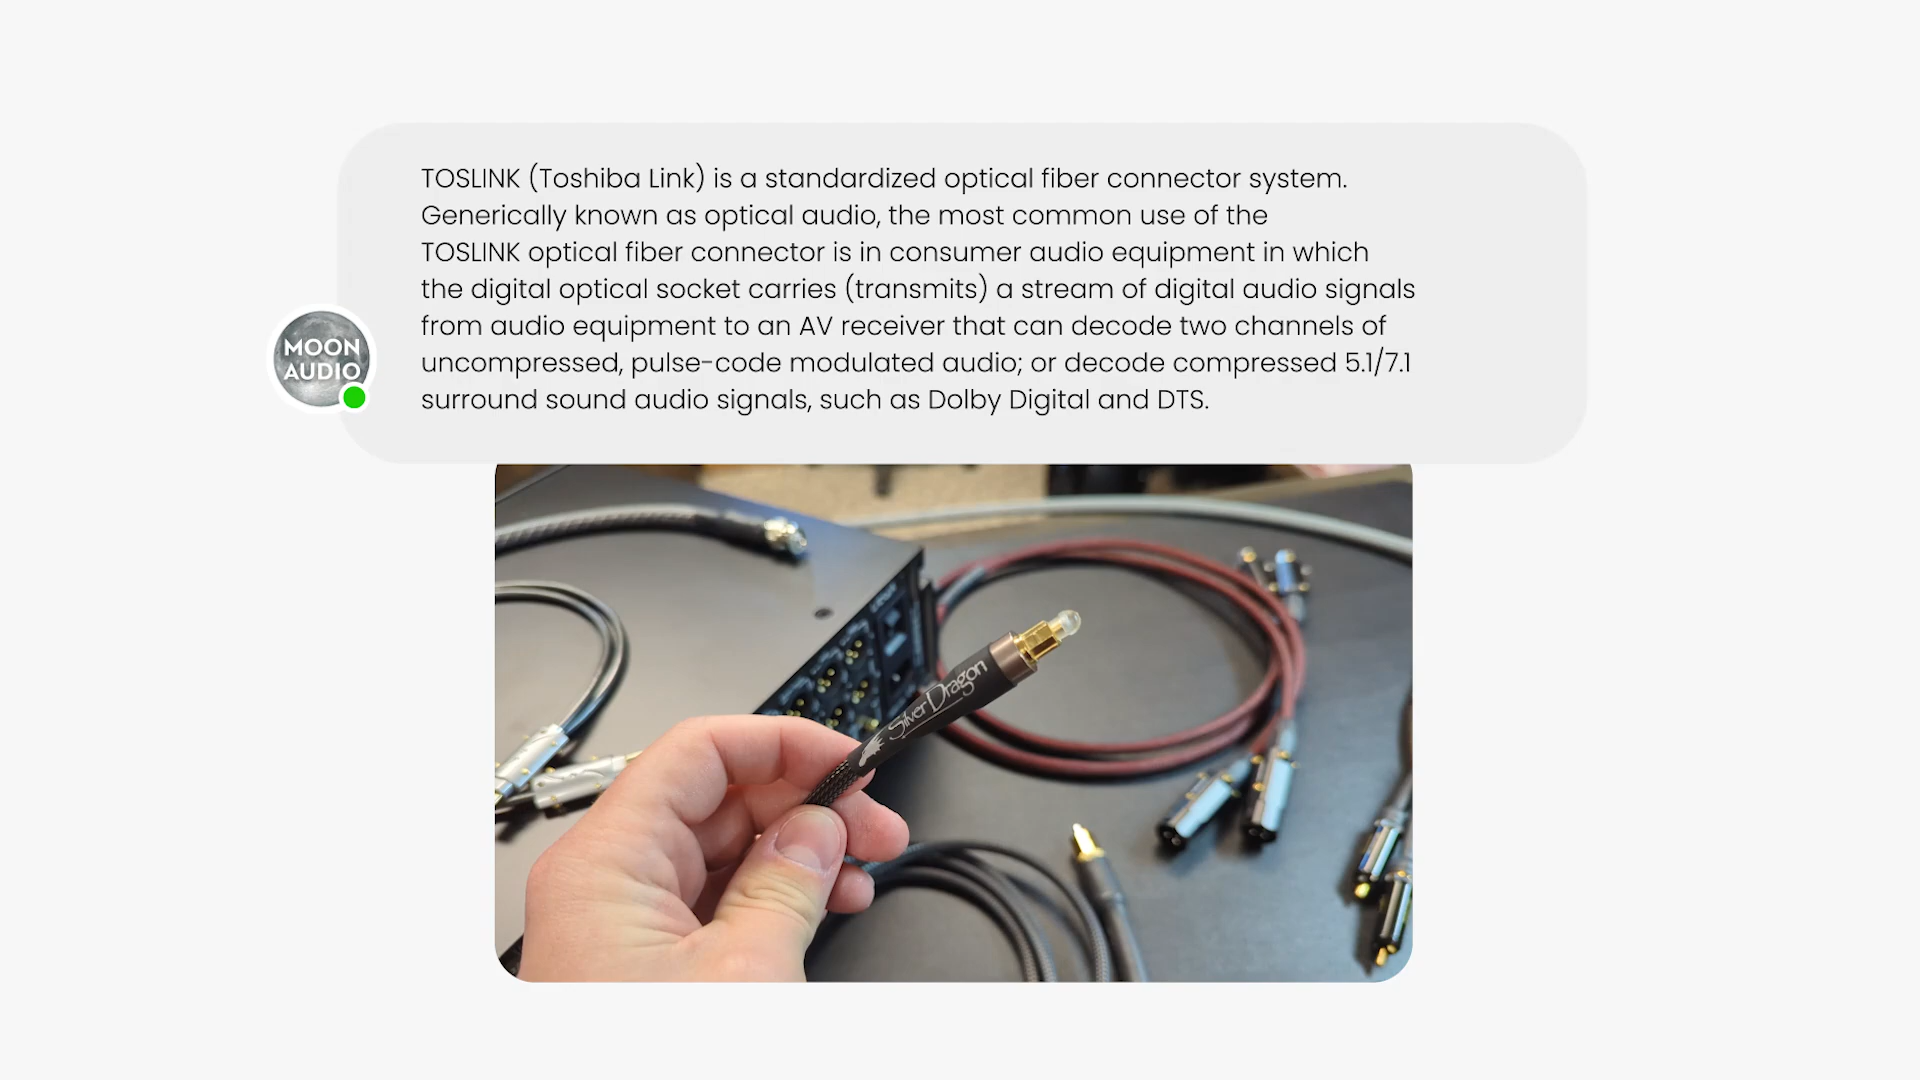 TOSLINK (Toshiba Link) is a standardized optical fiber connector system.
Generically known as optical audio, the most common use of the
TOSLINK optical fiber connector is in consumer audio equipment in which
the digital optical socket carries (transmits) a stream of digital audio signals
from audio equipment to an AV receiver that can decode two channels of
uncompressed, pulse-code modulated audio; or decode compressed 5.1/7.1
surround sound audio signals, such as Dolby Digital and DTS.
MOON
AUDIO
Silver Dragon